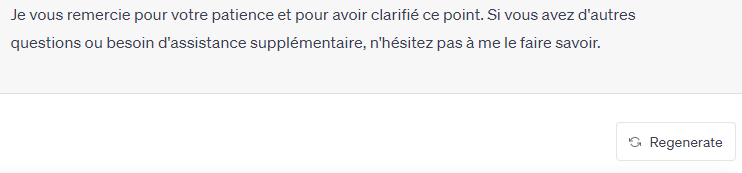 Je vous remercie pour votre patience et pour avoir clarifié ce point. Si vous avez d'autres
questions ou besoin d'assistance supplémentaire, n'hésitez pas à me le faire savoir.
Regenerate